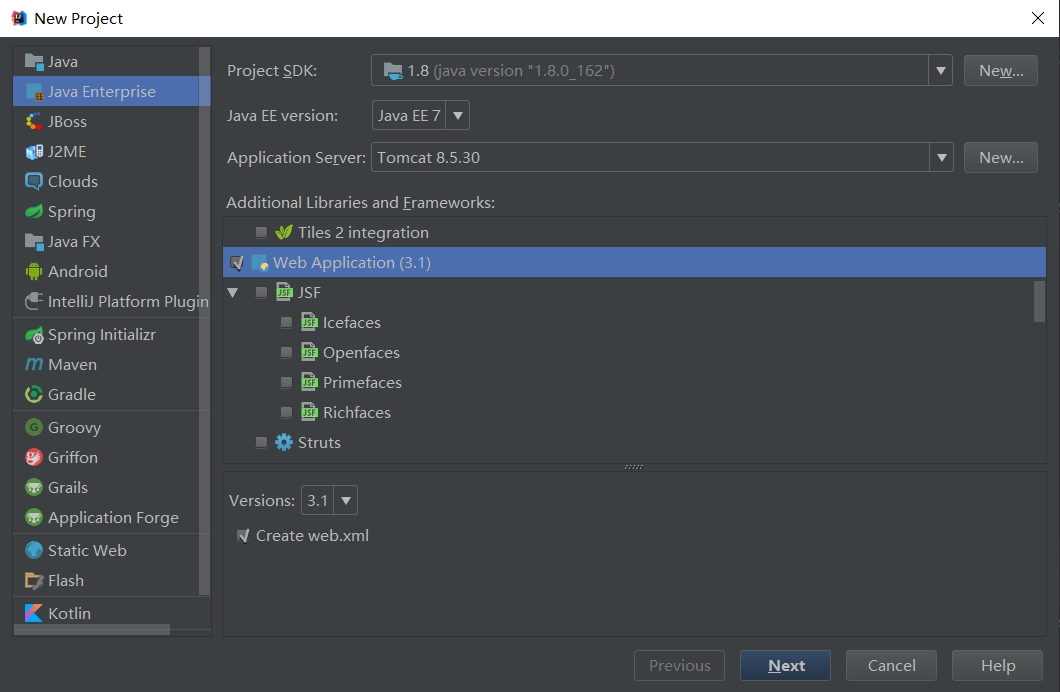 New Project
Java
Java Enterprise
JBoss
J2ME
Clouds
Spring
Java FX
Android
IntelliJ Platform Plugin
Spring Initializr
Maven
Gradle
Groovy
Griffon
Grails
Application Forge
Static Web
Flash
Kotlin
Project SDK: 1.8 (java version "1.8.0_162") New...
Java EE version: Java EE 7
Application Server: Tomcat 8.5.30 New...
Additional Libraries and Frameworks:
Tiles 2 integration
Web Application (3.1)
JSF
Icefaces
Openfaces
Primefaces
Richfaces
Struts
Versions: 3.1
Create web.xml
Previous Next Cancel Help